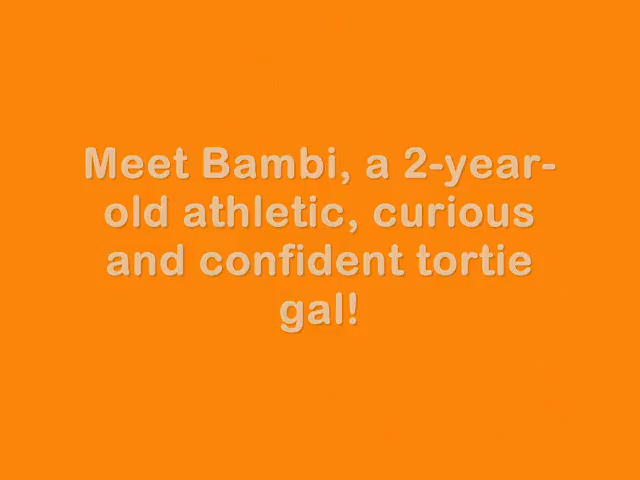 Meet Bambi, a 2-year-
old athletic, curious
and confident tortie
gal!